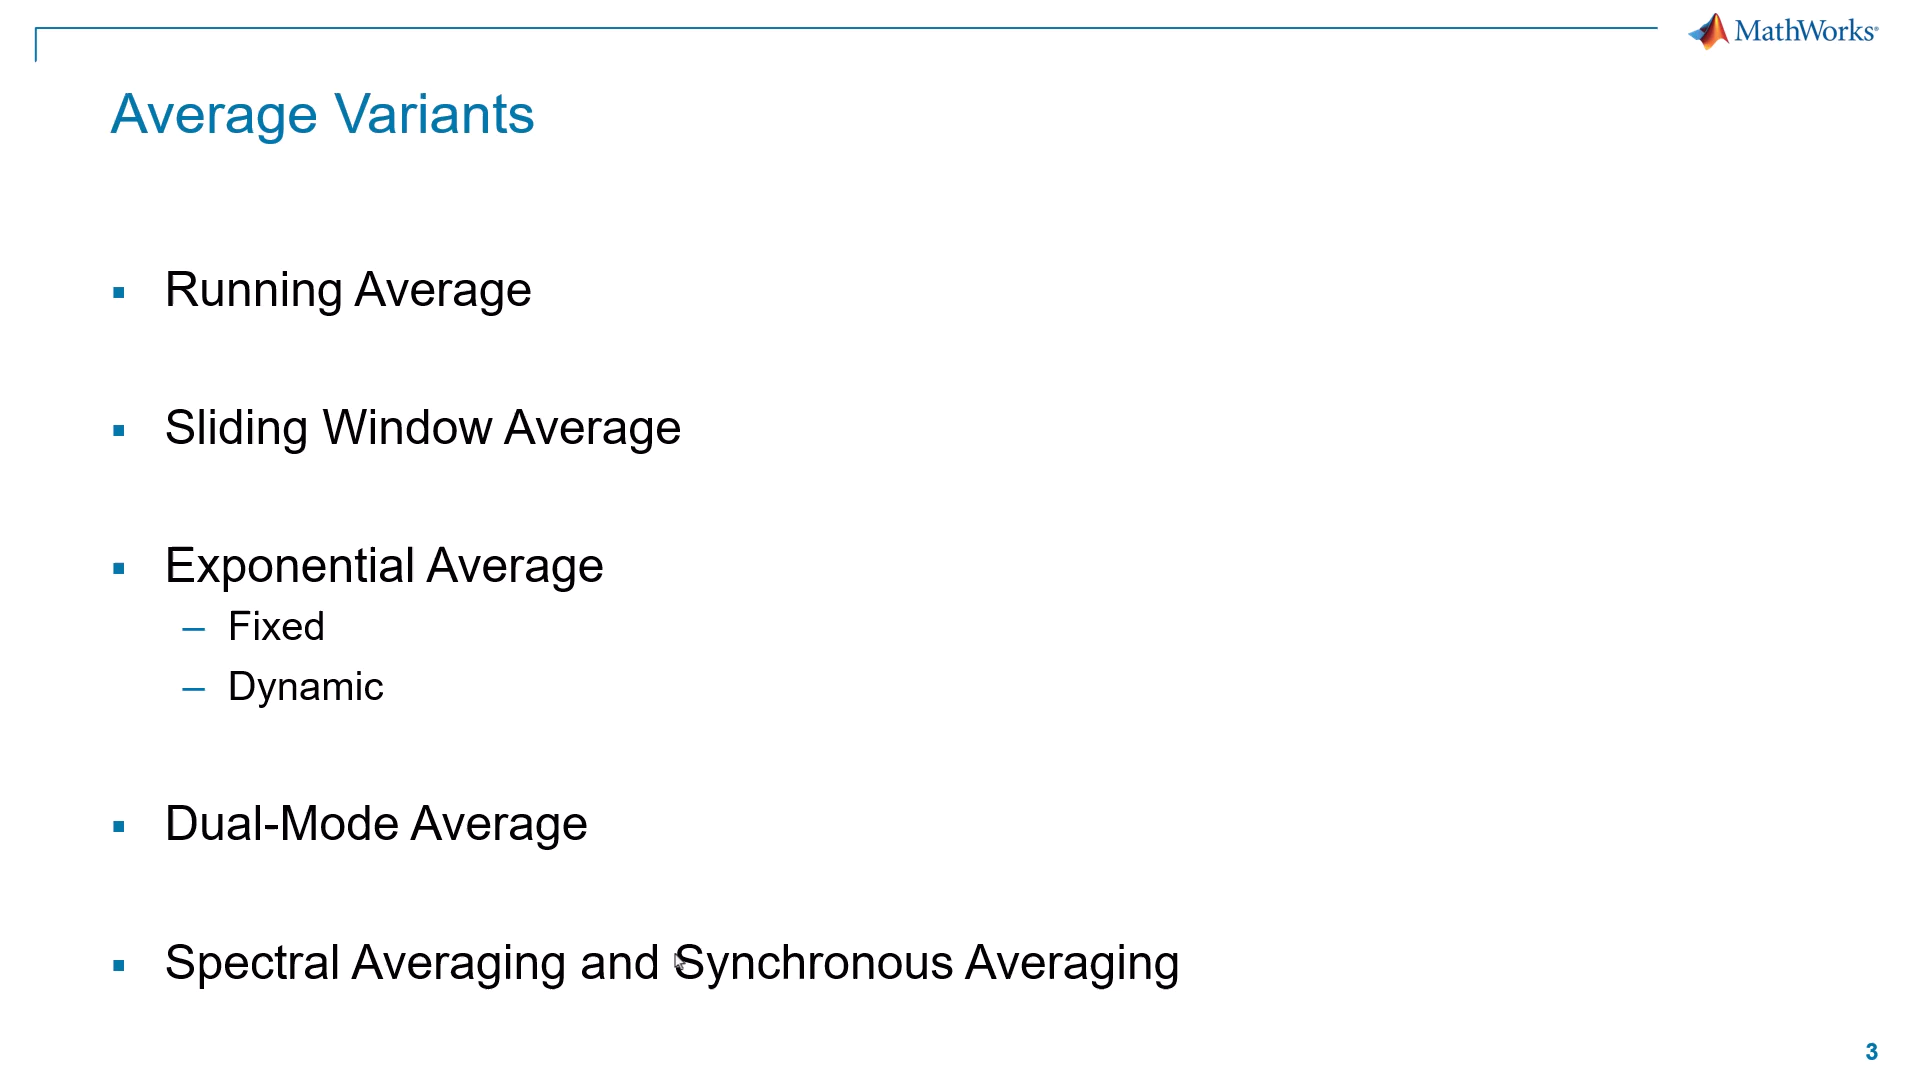 MathWorks®
Average Variants
▪ Running Average
▪ Sliding Window Average
▪ Exponential Average
– Fixed
– Dynamic
▪ Dual-Mode Average
▪ Spectral Averaging and Synchronous Averaging
3